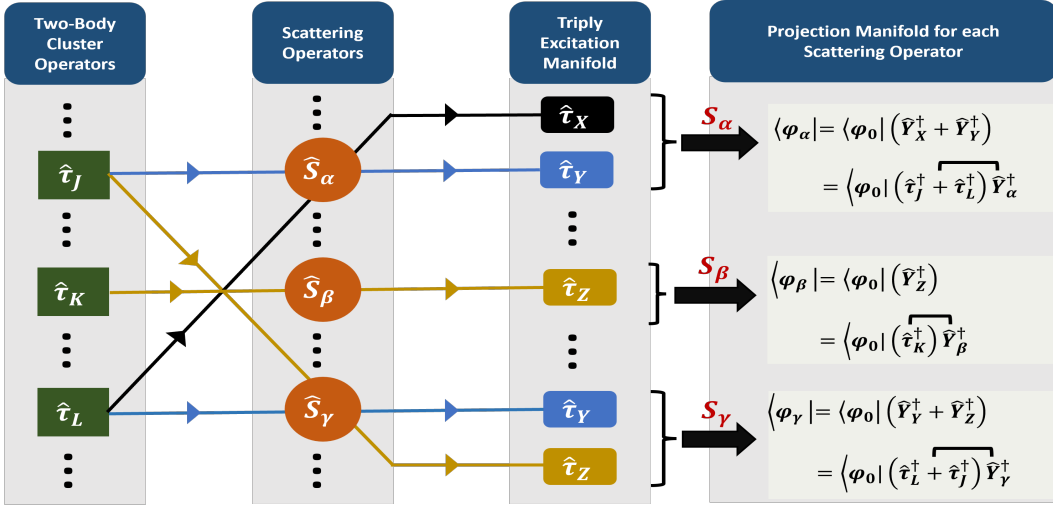 Two-Body
Cluster
Operators
Scattering
Operators
Triply
Excitation
Manifold
Projection Manifold for each
Scattering Operator
τ̂_J
τ̂_K
τ̂_L
Ŝ_α
Ŝ_β
Ŝ_γ
τ̂_X
τ̂_Y
τ̂_Z
τ̂_Y
τ̂_Z
S_α
S_β
S_γ
⟨φ_α|=⟨φ_0|(Ŷ_X^† + Ŷ_Y^†)
=⟨φ_0|(τ̂_J^† + τ̂_L^†)Ŷ_α^†
⟨φ_β|=⟨φ_0|(Ŷ_Z^†)
=⟨φ_0|(τ̂_K^†)Ŷ_β^†
⟨φ_γ|=⟨φ_0|(Ŷ_Y^† + Ŷ_Z^†)
=⟨φ_0|(τ̂_L^† + τ̂_J^†)Ŷ_γ^†